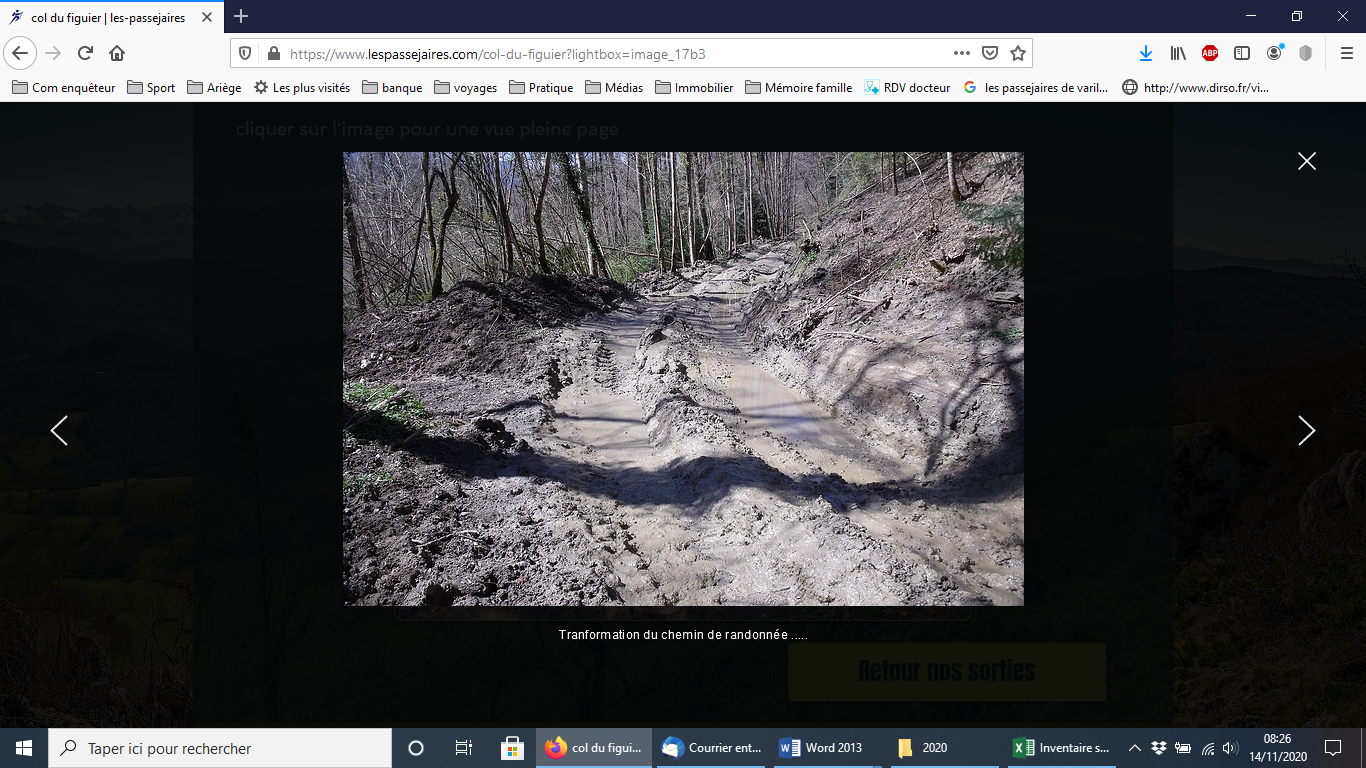 col du figuier | les-passejaires
https://www.lespassejaires.com/col-du-figuier?lightbox=image_17b3
ABP
Com enquêteur Sport Ariège Les plus visités banque voyages Pratique Médias Immobilier Mémoire famille RDV docteur les passejaires de varil... http://www.dirso.fr/vi...
cliquer sur l'image pour une vue pleine page
Tranformation du chemin de randonnée .....
Retour nos sorties
Taper ici pour rechercher
col du figui... Courrier ent... Word 2013 2020 Inventaire s...
08:26
14/11/2020